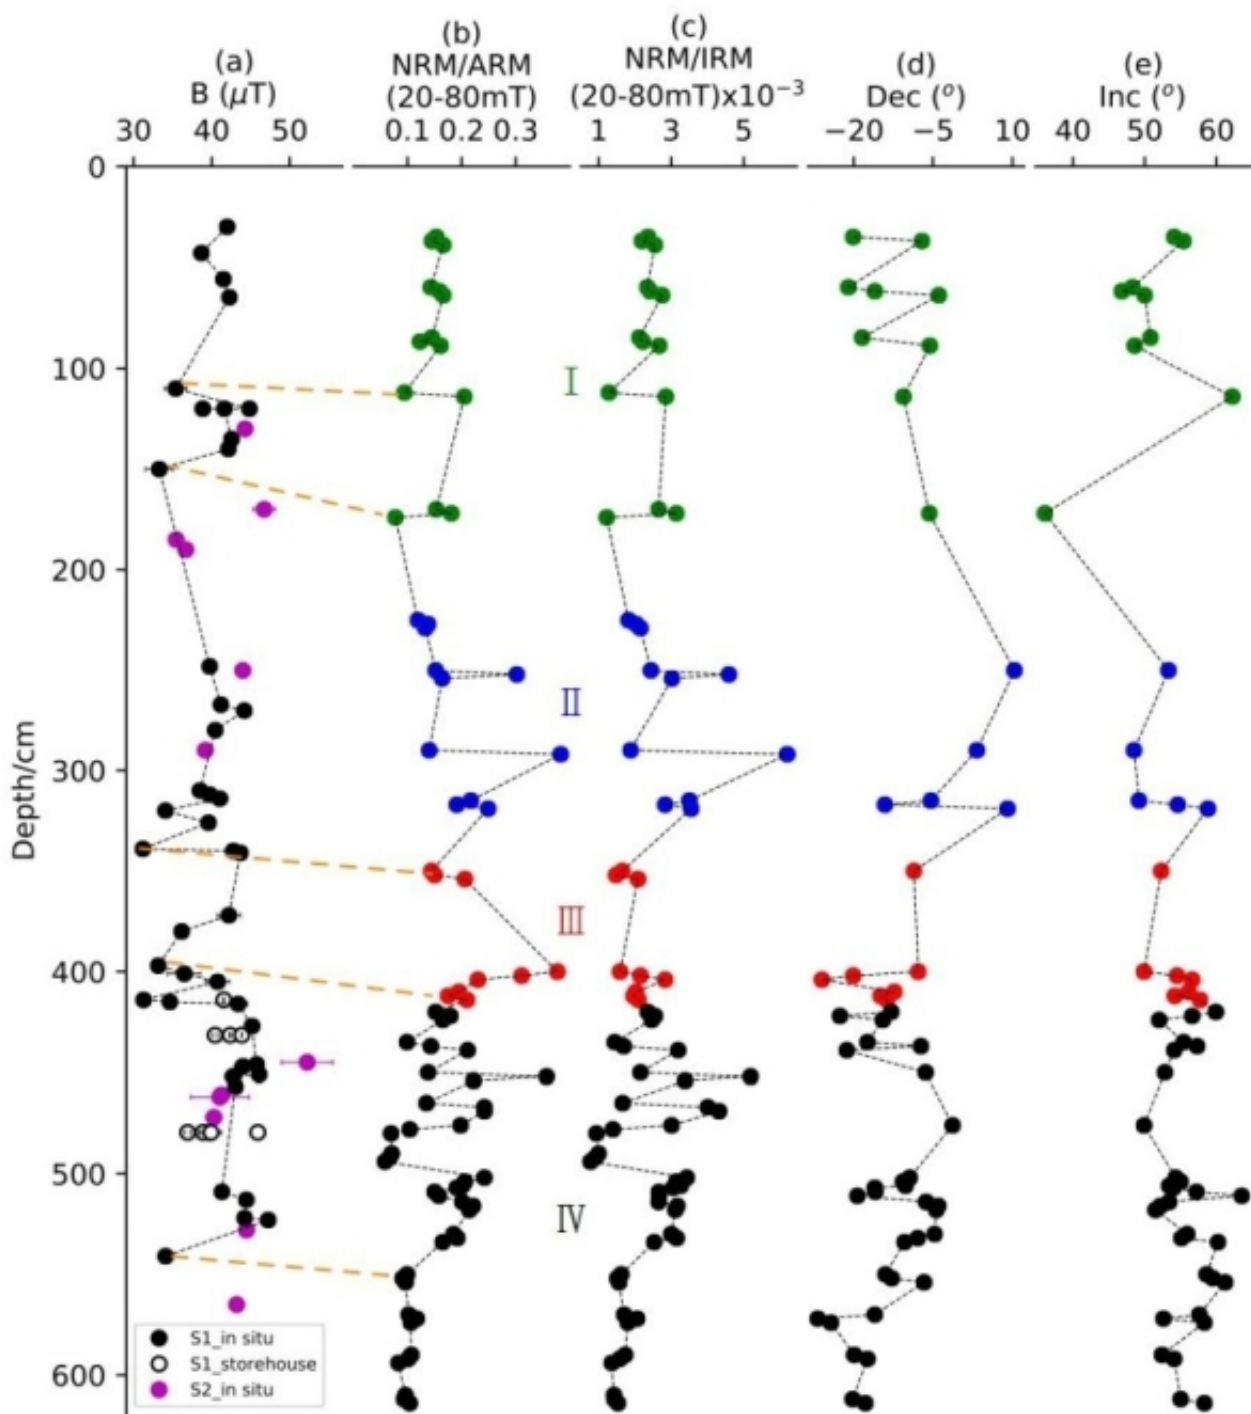 (a)
B (μT)
30 40 50
(b)
NRM/ARM
(20-80mT)
0.1 0.2 0.3
(c)
NRM/IRM
(20-80mT)x10⁻³
1 3 5
(d)
Dec (°)
−20 −5 10
(e)
Inc (°)
40 50 60
Depth/cm
0
100
200
300
400
500
600
I
II
III
IV
S1_in situ
S1_storehouse
S2_in situ